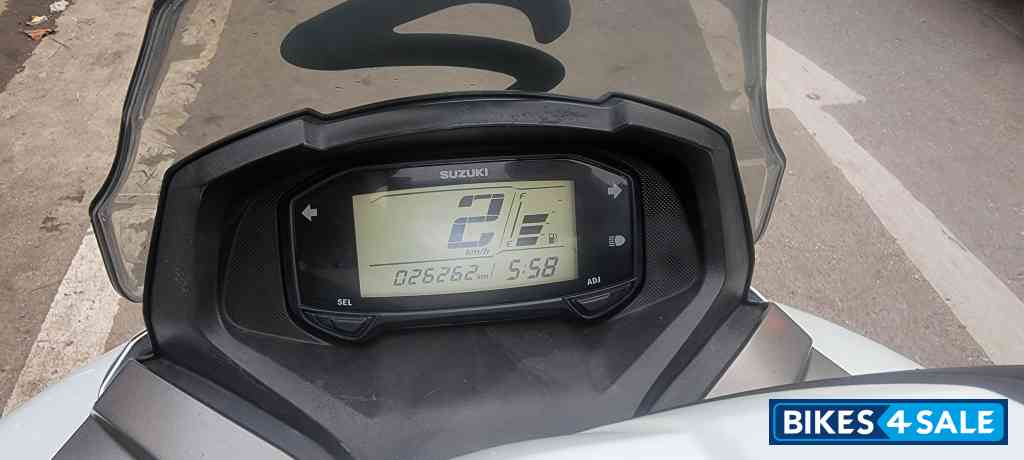 SUZUKI
2
F
km/h
E
026262 km
5:58
SEL
ADJ
BIKES4SALE